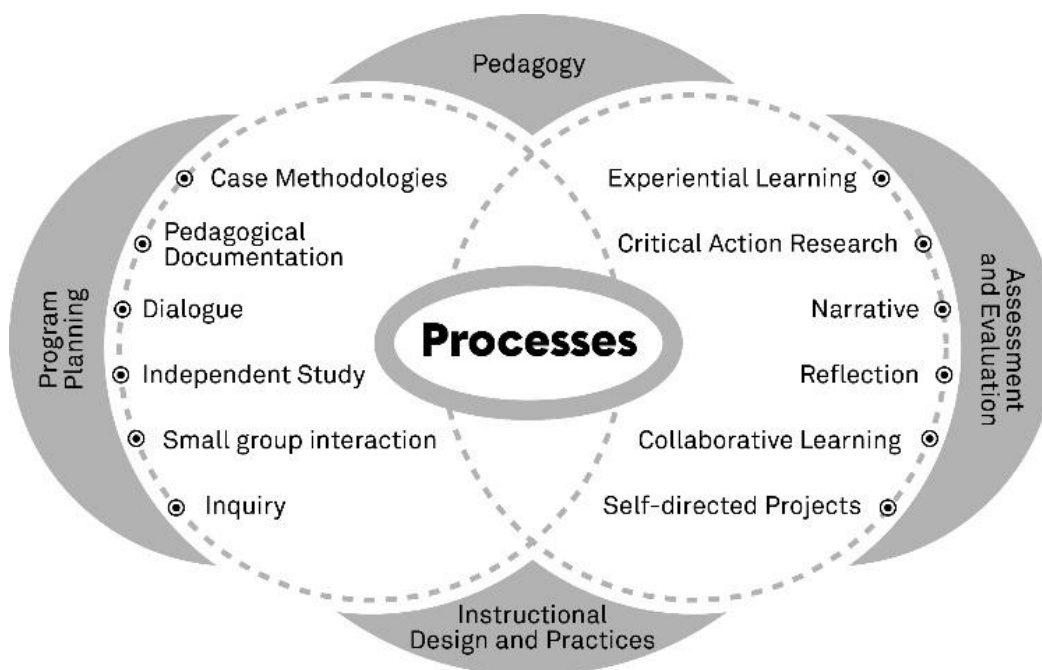 Pedagogy
Program
Planning
Case Methodologies
Pedagogical
Documentation
Dialogue
Independent Study
Small group interaction
Inquiry
Processes
Experiential Learning
Critical Action Research
Narrative
Reflection
Collaborative Learning
Self-directed Projects
Assessment
and Evaluation
Instructional
Design and Practices